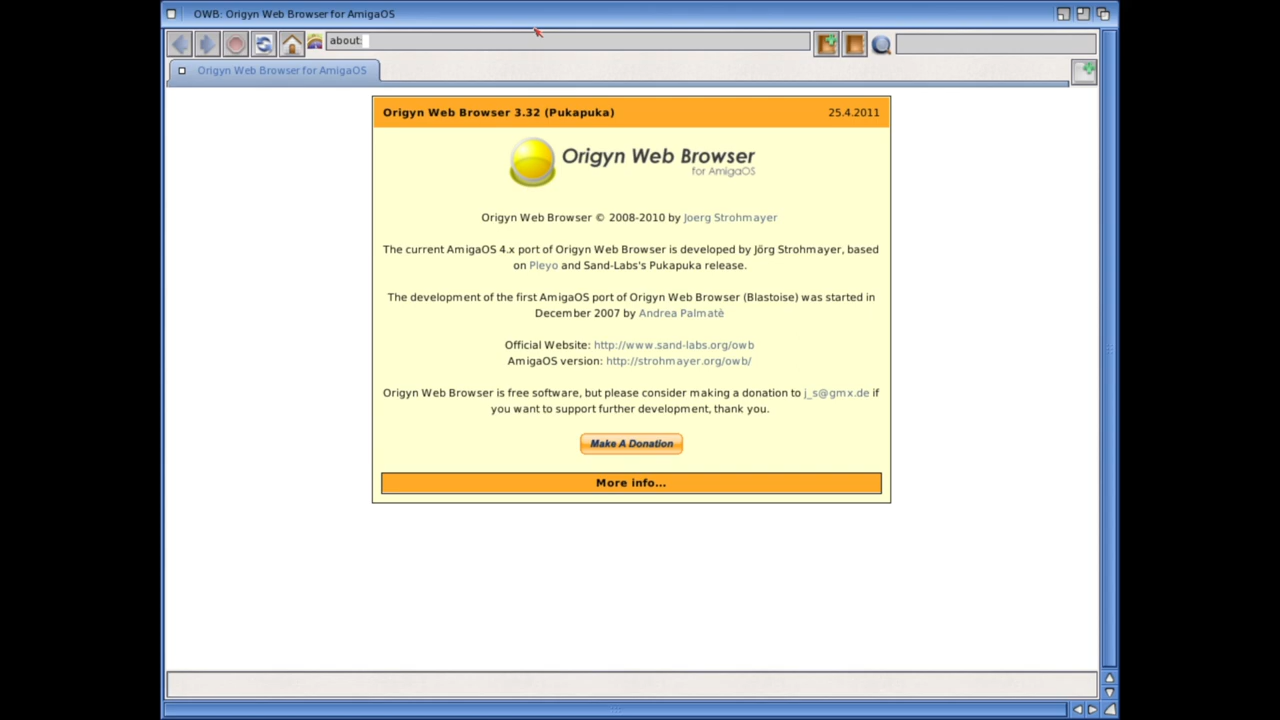 OWB: Origyn Web Browser for AmigaOS
about:
Origyn Web Browser for AmigaOS
Origyn Web Browser 3.32 (Pukapuka) 25.4.2011
Origyn Web Browser
for AmigaOS
Origyn Web Browser © 2008-2010 by Joerg Strohmayer
The current AmigaOS 4.x port of Origyn Web Browser is developed by Jörg Strohmayer, based
on Pleyo and Sand-Labs's Pukapuka release.
The development of the first AmigaOS port of Origyn Web Browser (Blastoise) was started in
December 2007 by Andrea Palmatè
Official Website: http://www.sand-labs.org/owb
AmigaOS version: http://strohmayer.org/owb/
Origyn Web Browser is free software, but please consider making a donation to j_s@gmx.de if
you want to support further development, thank you.
Make A Donation
More info...